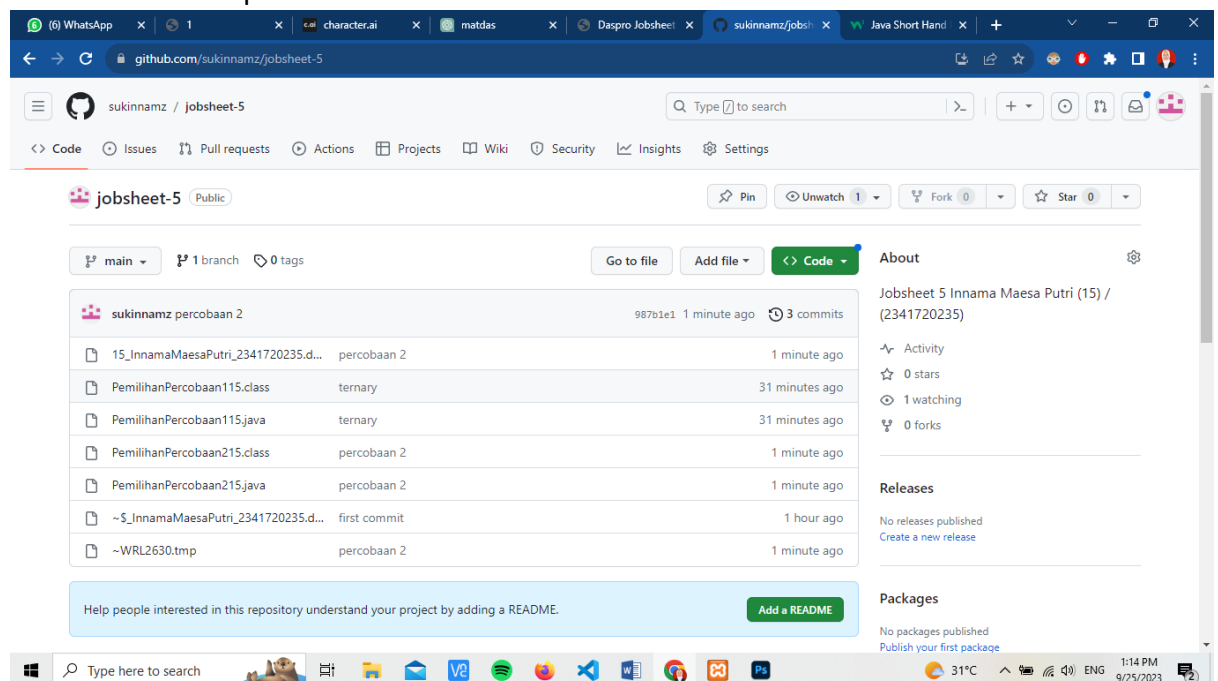 (6) WhatsApp
1
character.ai
matdas
Daspro Jobsheet
sukinnamz/jobsh
Java Short Hand
github.com/sukinnamz/jobsheet-5
sukinnamz / jobsheet-5
Type / to search
Code
Issues
Pull requests
Actions
Projects
Wiki
Security
Insights
Settings
jobsheet-5 Public
Pin
Unwatch 1
Fork 0
Star 0
main
1 branch
0 tags
Go to file
Add file
<> Code
sukinnamz percobaan 2 987b1e1 1 minute ago 3 commits
15_InnamaMaesaPutri_2341720235.d... percobaan 2 1 minute ago
PemilihanPercobaan115.class ternary 31 minutes ago
PemilihanPercobaan115.java ternary 31 minutes ago
PemilihanPercobaan215.class percobaan 2 1 minute ago
PemilihanPercobaan215.java percobaan 2 1 minute ago
~$_InnamaMaesaPutri_2341720235.d... first commit 1 hour ago
~WRL2630.tmp percobaan 2 1 minute ago
Help people interested in this repository understand your project by adding a README.
Add a README
About
Jobsheet 5 Innama Maesa Putri (15) /
(2341720235)
Activity
0 stars
1 watching
0 forks
Releases
No releases published
Create a new release
Packages
No packages published
Publish your first package
Type here to search
31°C
ENG
1:14 PM
9/25/2023
2